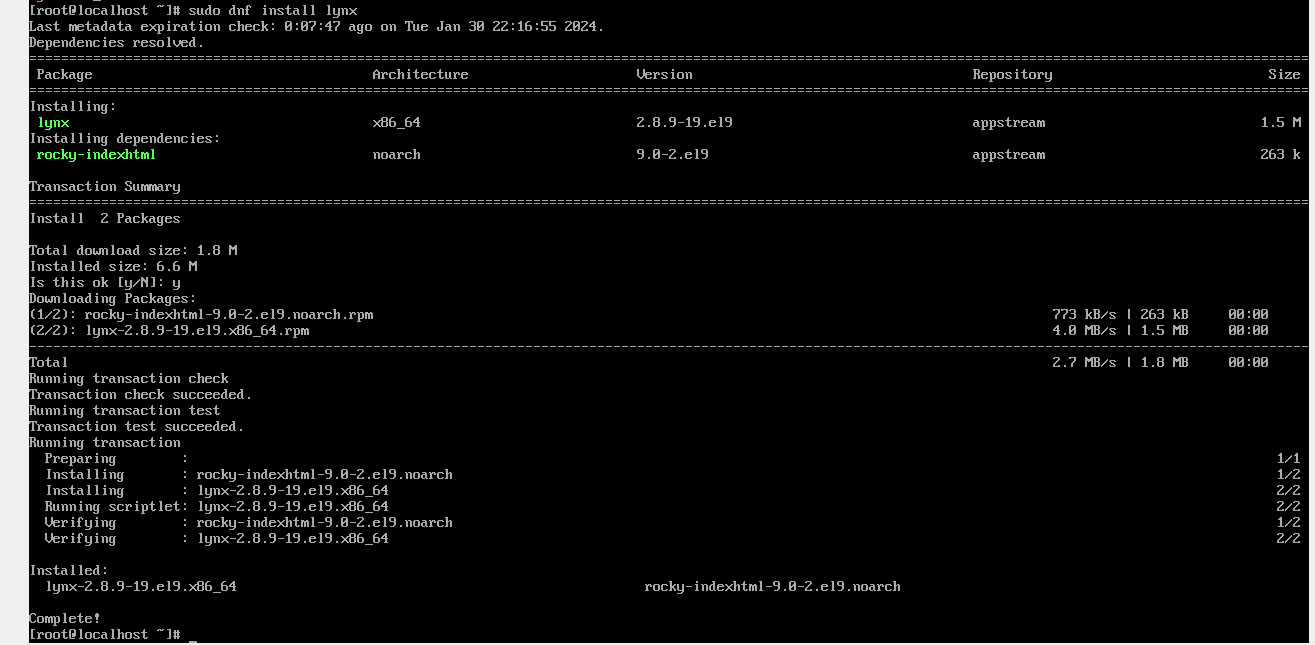 [root@localhost ~]# sudo dnf install lynx
Last metadata expiration check: 0:07:47 ago on Tue Jan 30 22:16:55 2024.
Dependencies resolved.
Package Architecture Version Repository Size
Installing:
lynx x86_64 2.8.9-19.el9 appstream 1.5 M
Installing dependencies:
rocky-indexhtml noarch 9.0-2.el9 appstream 263 k
Transaction Summary
Install 2 Packages
Total download size: 1.8 M
Installed size: 6.6 M
Is this ok [y/N]: y
Downloading Packages:
(1/2): rocky-indexhtml-9.0-2.el9.noarch.rpm 773 kB/s | 263 kB 00:00
(2/2): lynx-2.8.9-19.el9.x86_64.rpm 4.0 MB/s | 1.5 MB 00:00
Total 2.7 MB/s | 1.8 MB 00:00
Running transaction check
Transaction check succeeded.
Running transaction test
Transaction test succeeded.
Running transaction
Preparing : 1/1
Installing : rocky-indexhtml-9.0-2.el9.noarch 1/2
Installing : lynx-2.8.9-19.el9.x86_64 2/2
Running scriptlet: lynx-2.8.9-19.el9.x86_64 2/2
Verifying : rocky-indexhtml-9.0-2.el9.noarch 1/2
Verifying : lynx-2.8.9-19.el9.x86_64 2/2
Installed:
lynx-2.8.9-19.el9.x86_64 rocky-indexhtml-9.0-2.el9.noarch
Complete!
[root@localhost ~]# _